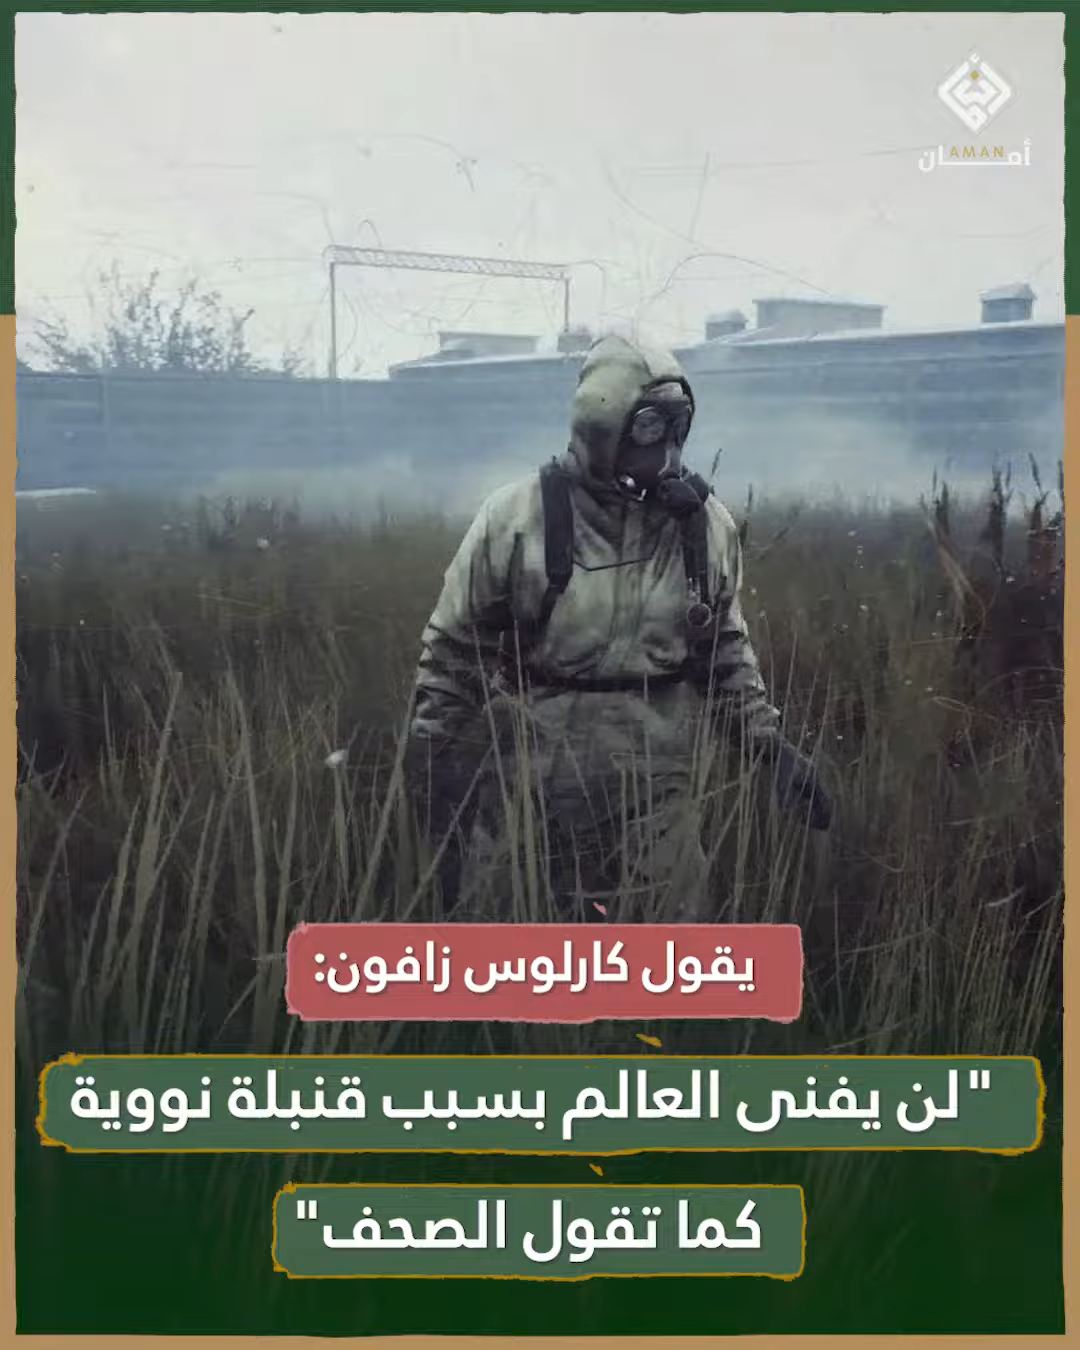 أمان
AMAN
يقول كارلوس زافون:
"لن يفنى العالم بسبب قنبلة نووية
كما تقول الصحف"